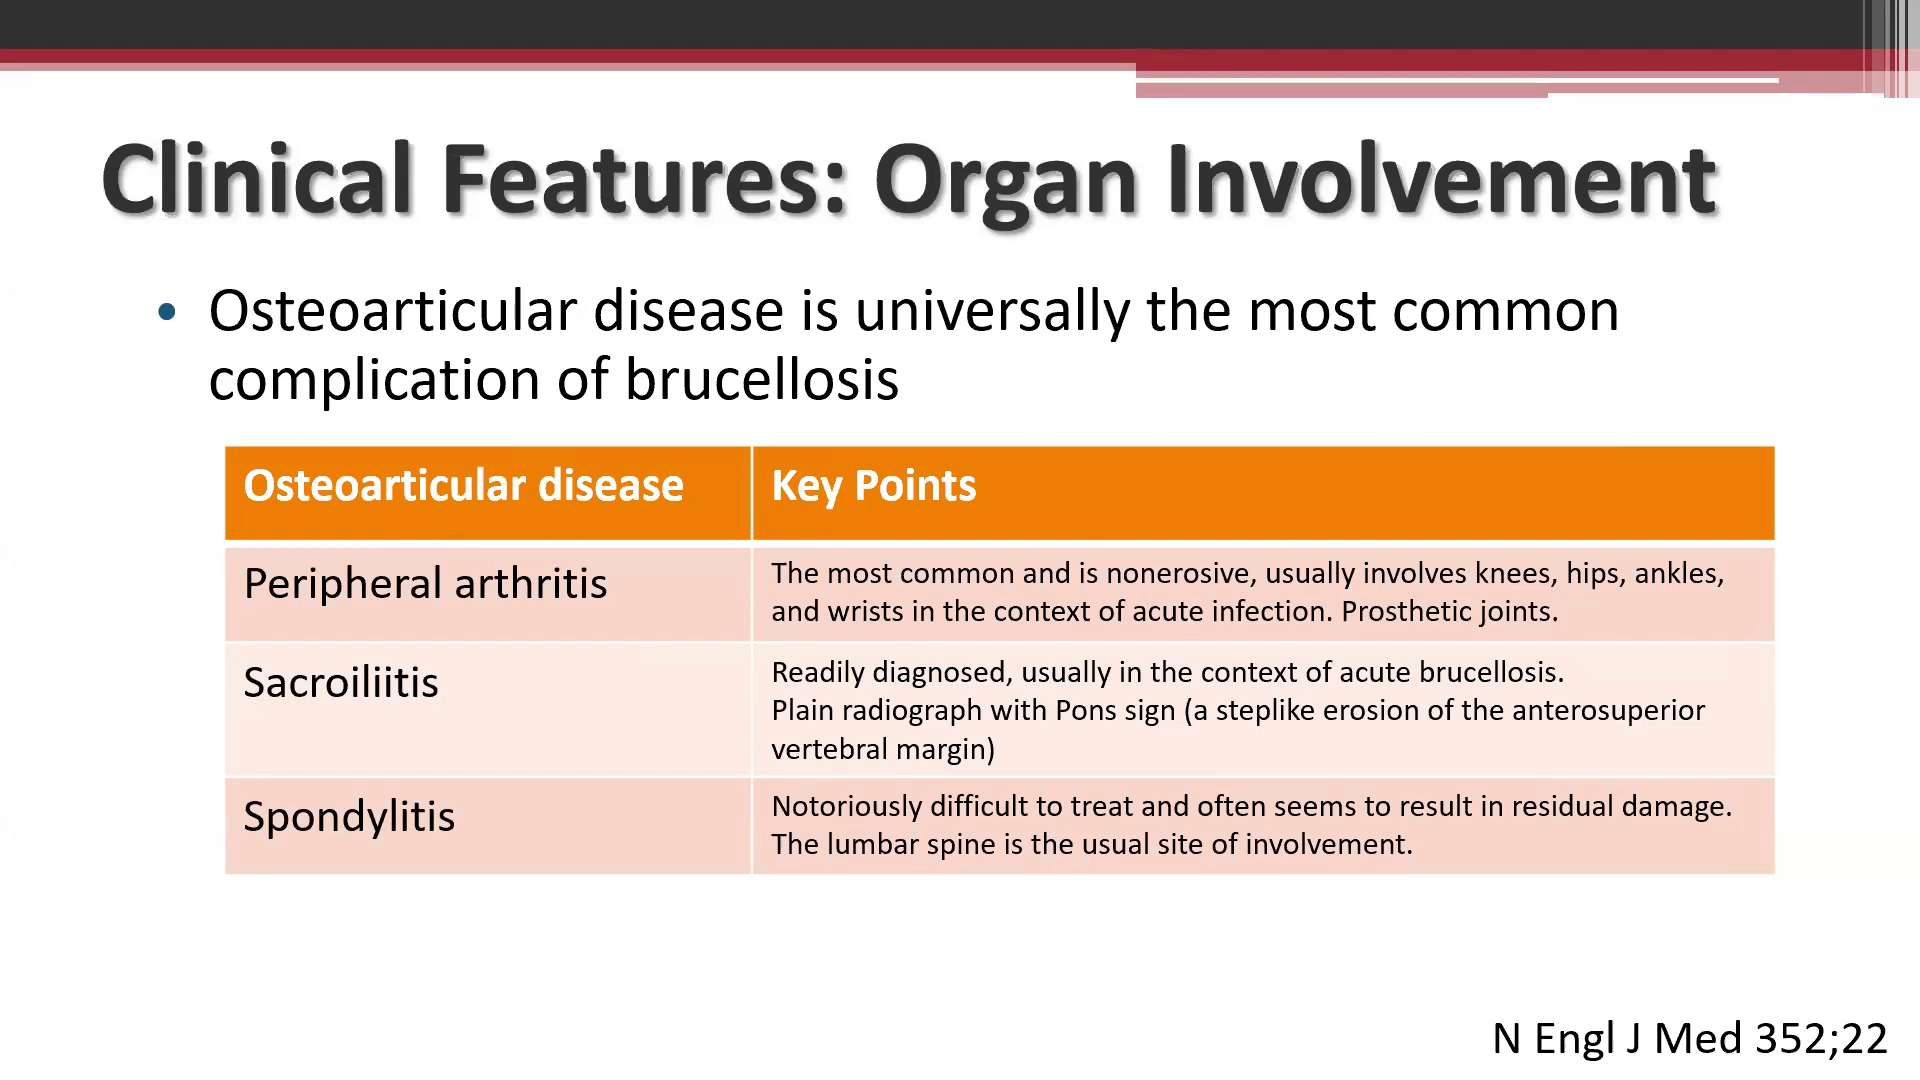 Clinical Features: Organ Involvement
• Osteoarticular disease is universally the most common
complication of brucellosis
Osteoarticular disease
Key Points
Peripheral arthritis
The most common and is nonerosive, usually involves knees, hips, ankles,
and wrists in the context of acute infection. Prosthetic joints.
Sacroiliitis
Readily diagnosed, usually in the context of acute brucellosis.
Plain radiograph with Pons sign (a steplike erosion of the anterosuperior
vertebral margin)
Spondylitis
Notoriously difficult to treat and often seems to result in residual damage.
The lumbar spine is the usual site of involvement.
N Engl J Med 352;22